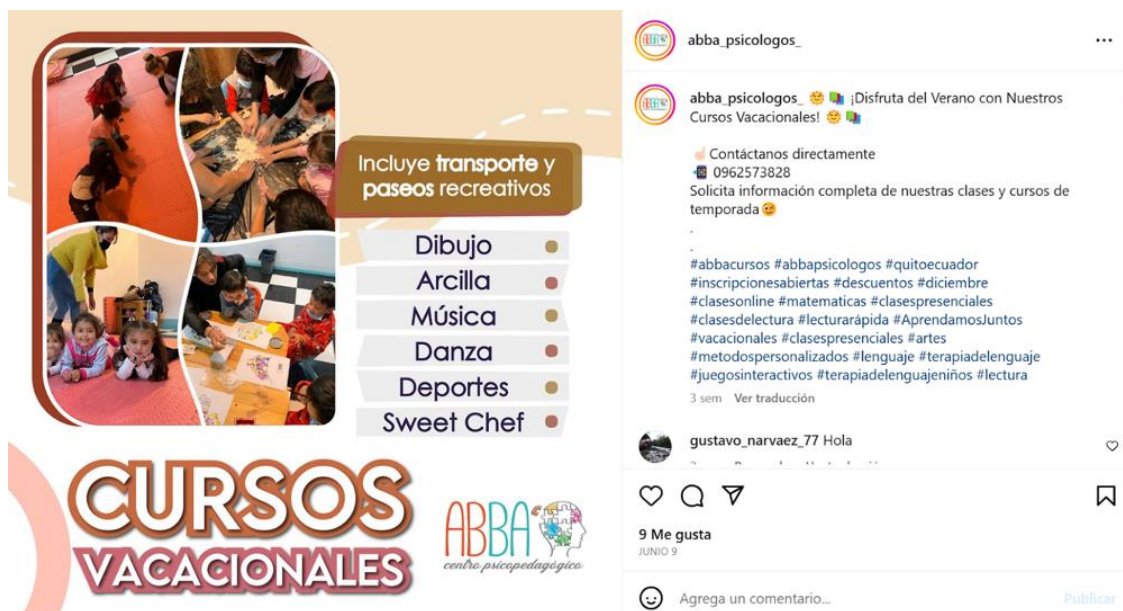 Incluye transporte y
paseos recreativos
Dibujo
Arcilla
Música
Danza
Deportes
Sweet Chef
CURSOS
VACACIONALES
ABBA
centro psicopedagógico
abba_psicologos_
abba_psicologos_ 🤗 📚 ¡Disfruta del Verano con Nuestros
Cursos Vacacionales! 🤗 📚
☝🏻 Contáctanos directamente
📲 0962573828
Solicita información completa de nuestras clases y cursos de
temporada😉
.
.
#abbacursos #abbapsicologos #quitoecuador
#inscripcionesabiertas #descuentos #diciembre
#clasesonline #matematicas #clasespresenciales
#clasesdelectura #lecturarápida #AprendamosJuntos
#vacacionales #clasespresenciales #artes
#metodospersonalizados #lenguaje #terapiadelenguaje
#juegosinteractivos #terapiadelenguajeniños #lectura
3 sem Ver traducción
gustavo_narvaez_77 Hola
9 Me gusta
JUNIO 9
Agrega un comentario...
Publicar